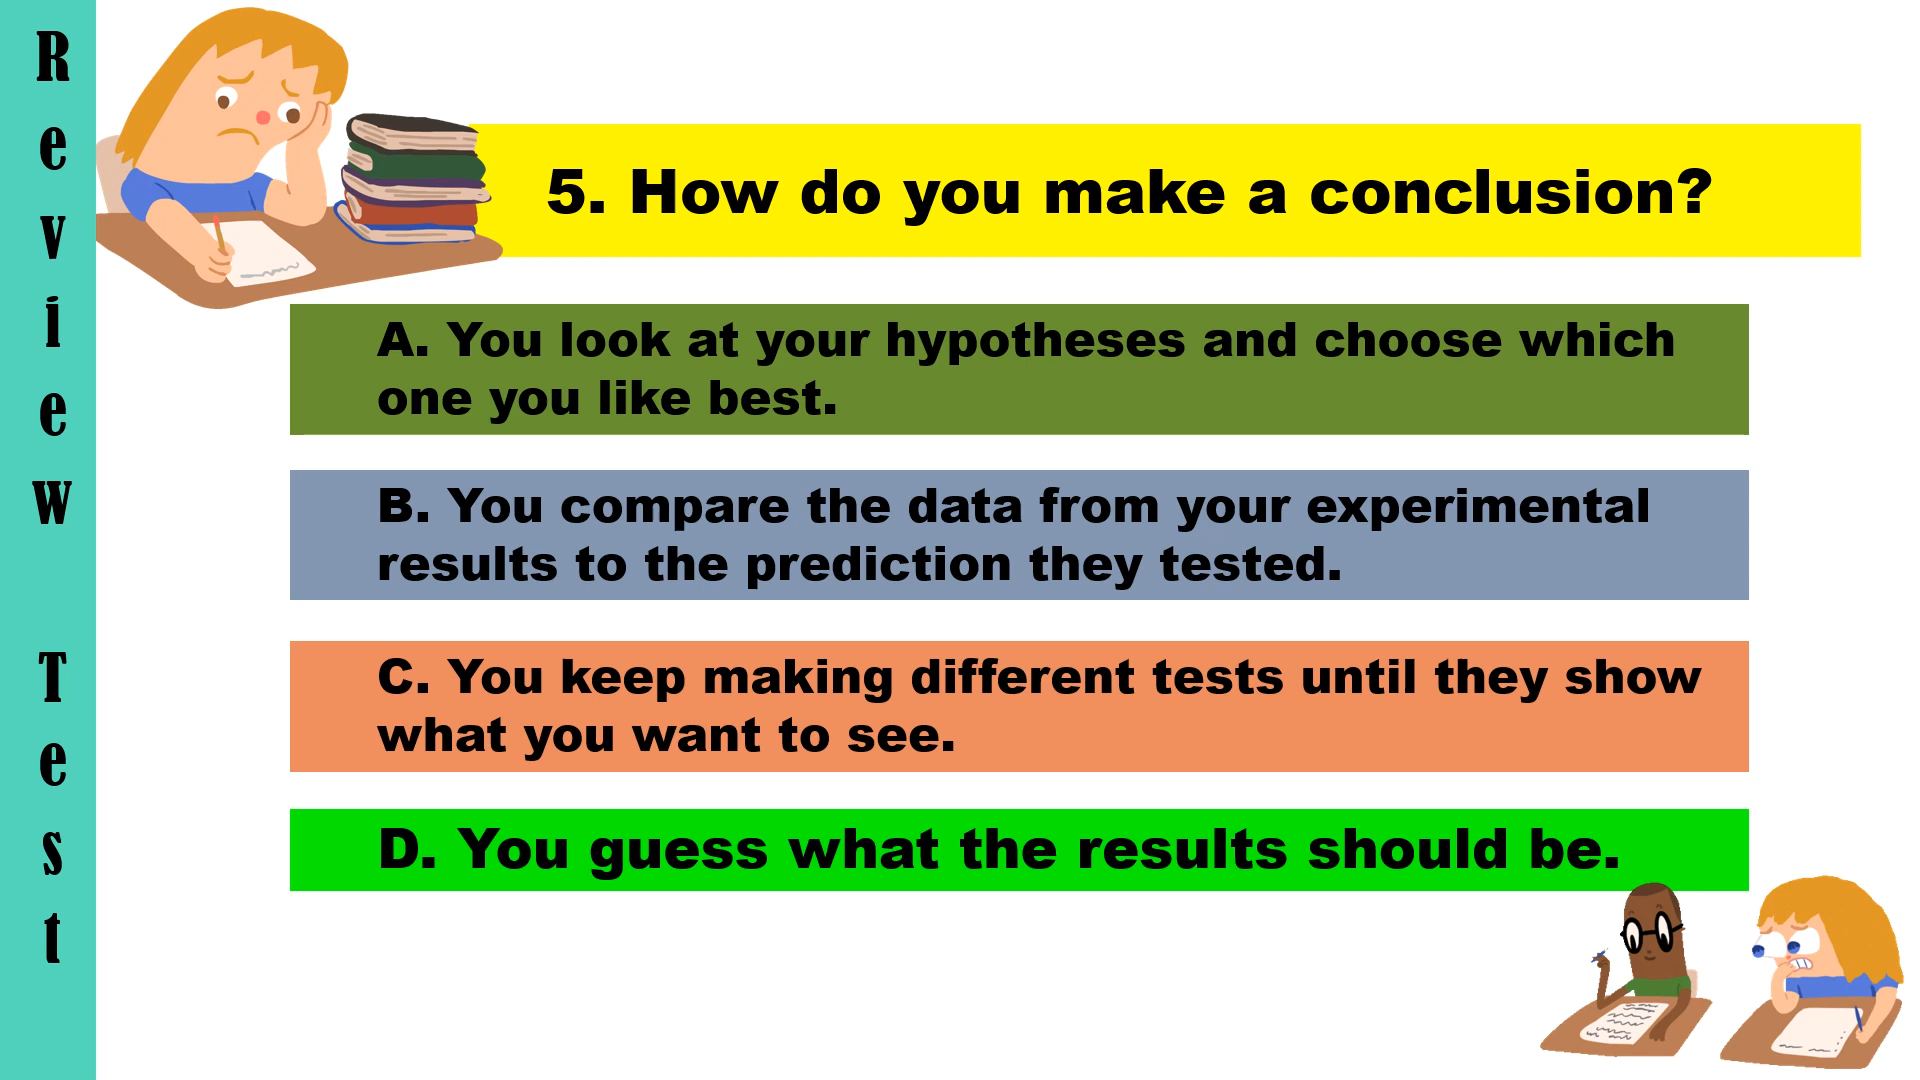 Review Test
5. How do you make a conclusion?
A. You look at your hypotheses and choose which
one you like best.
B. You compare the data from your experimental
results to the prediction they tested.
C. You keep making different tests until they show
what you want to see.
D. You guess what the results should be.